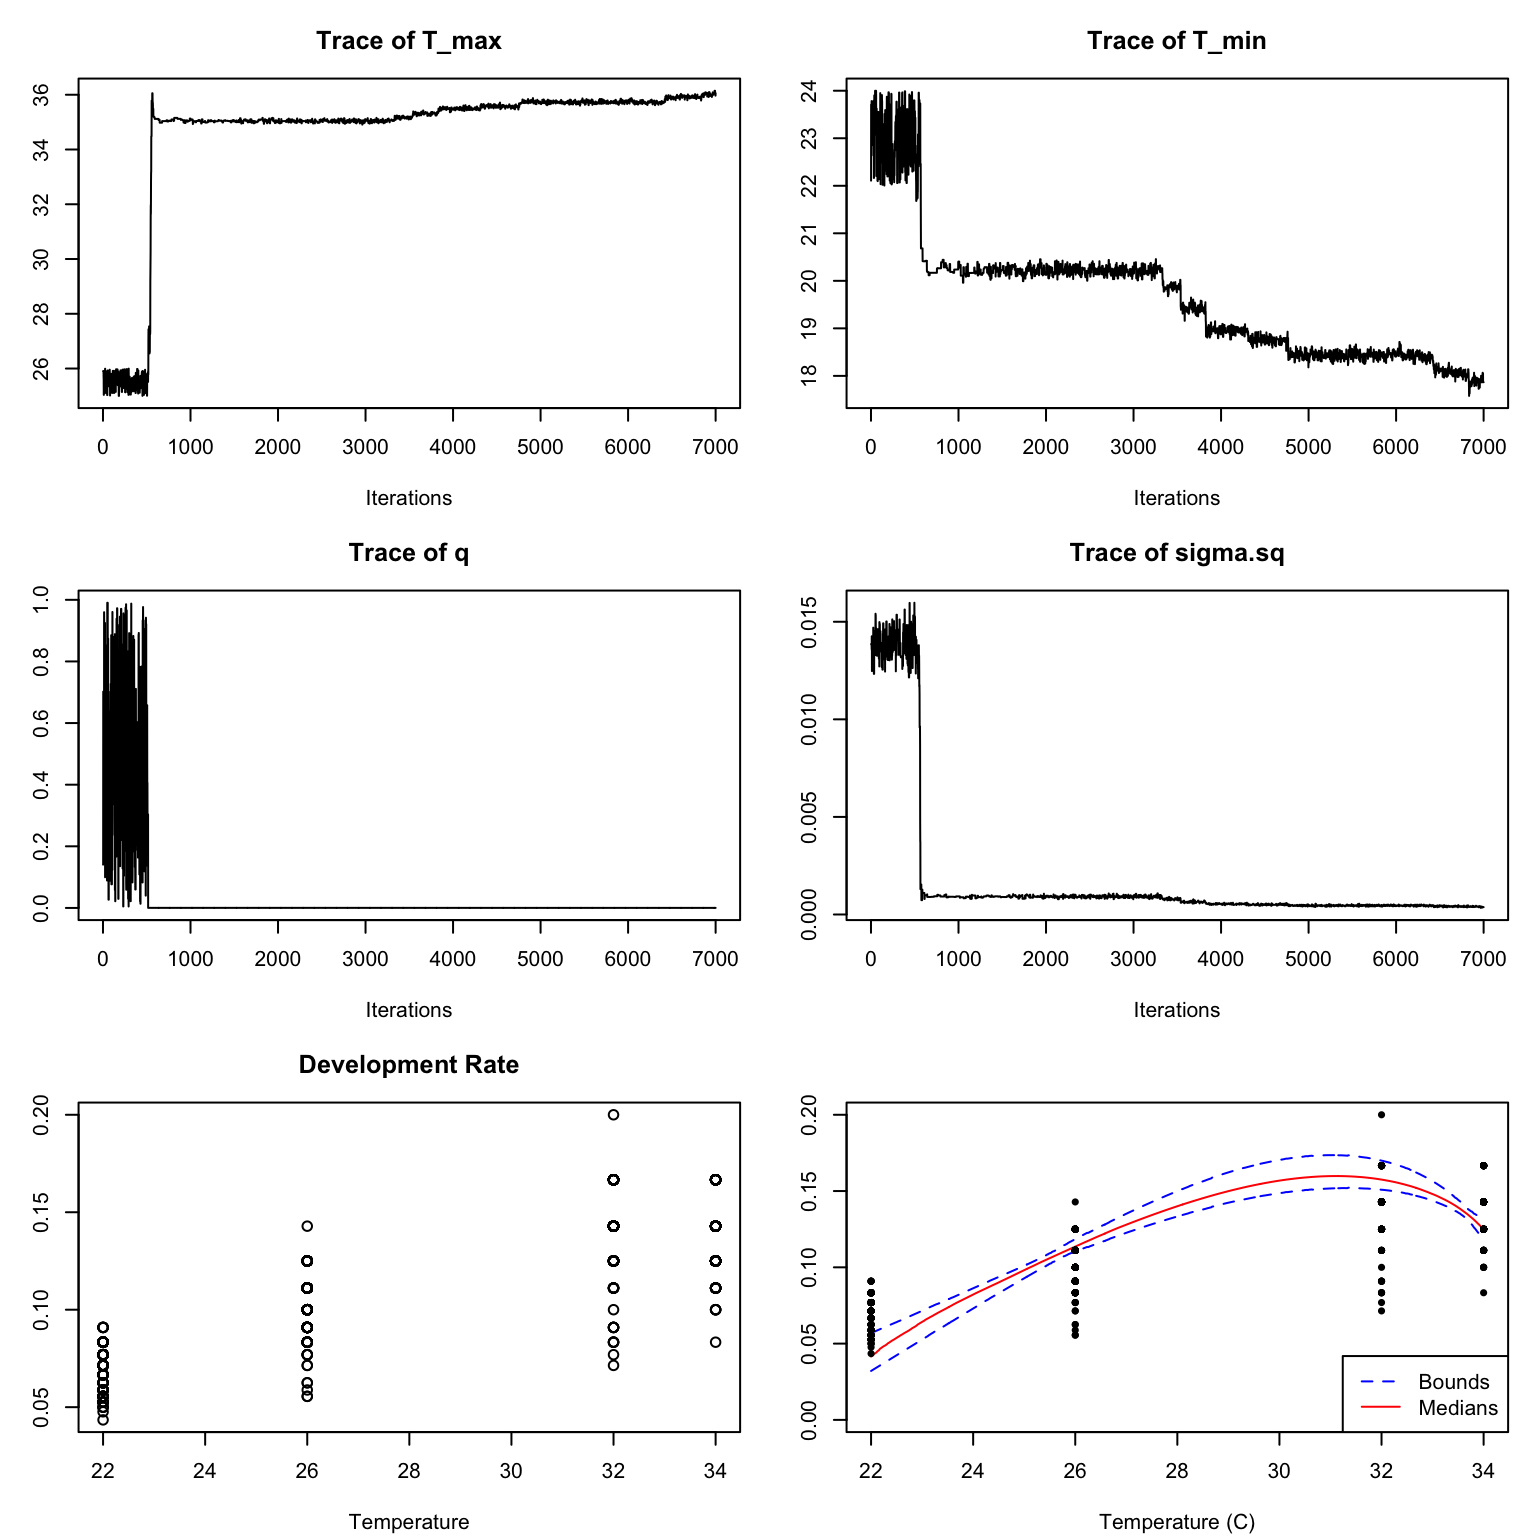 Trace of T_max
36
34
32
30
28
26
0 1000 2000 3000 4000 5000 6000 7000
Iterations
Trace of T_min
24
23
22
21
20
19
18
0 1000 2000 3000 4000 5000 6000 7000
Iterations
Trace of q
1.0
0.8
0.6
0.4
0.2
0.0
0 1000 2000 3000 4000 5000 6000 7000
Iterations
Trace of sigma.sq
0.015
0.010
0.005
0.000
0 1000 2000 3000 4000 5000 6000 7000
Iterations
Development Rate
0.20
0.15
0.10
0.05
22 24 26 28 30 32 34
Temperature
0.20
0.15
0.10
0.05
0.00
Bounds
Medians
22 24 26 28 30 32 34
Temperature (C)